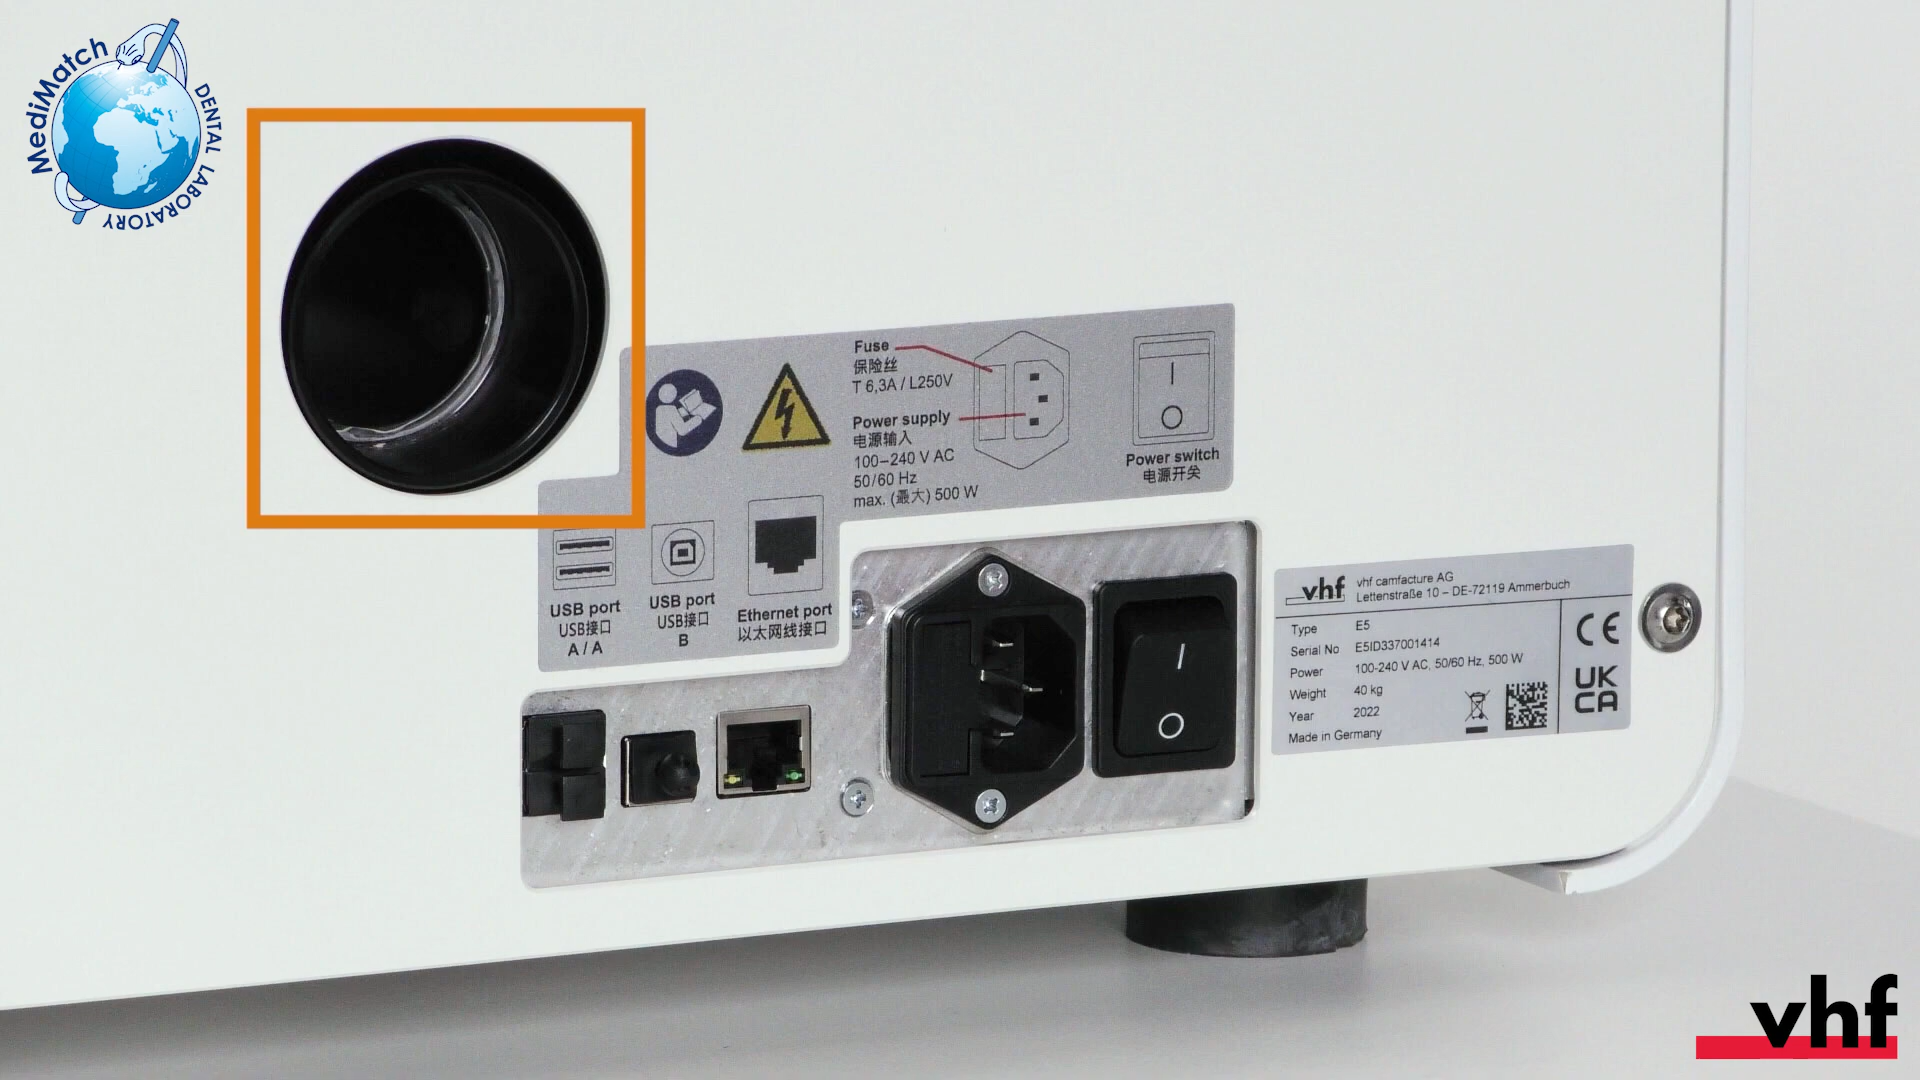 MediMatch
DENTAL LABORATORY
Fuse
保险丝
T 6,3A / L250V
Power supply
电源输入
100–240 V AC
50/60 Hz
max. (最大) 500 W
Power switch
电源开关
USB port
USB接口
A / A
USB port
USB接口
B
Ethernet port
以太网线接口
vhf
vhf camfacture AG
Lettenstraße 10 – DE-72119 Ammerbuch
Type E5
Serial No E5ID337001414
Power 100-240 V AC, 50/60 Hz, 500 W
Weight 40 kg
Year 2022
Made in Germany
CE
UK
CA
vhf